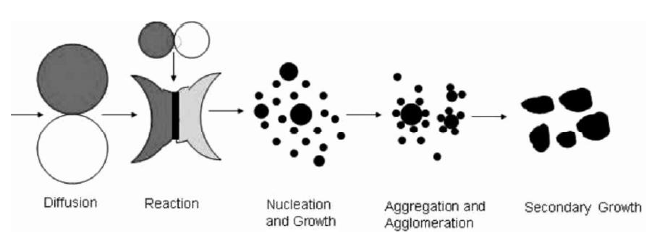 Diffusion
Reaction
Nucleation
and Growth
Aggregation and
Agglomeration
Secondary Growth